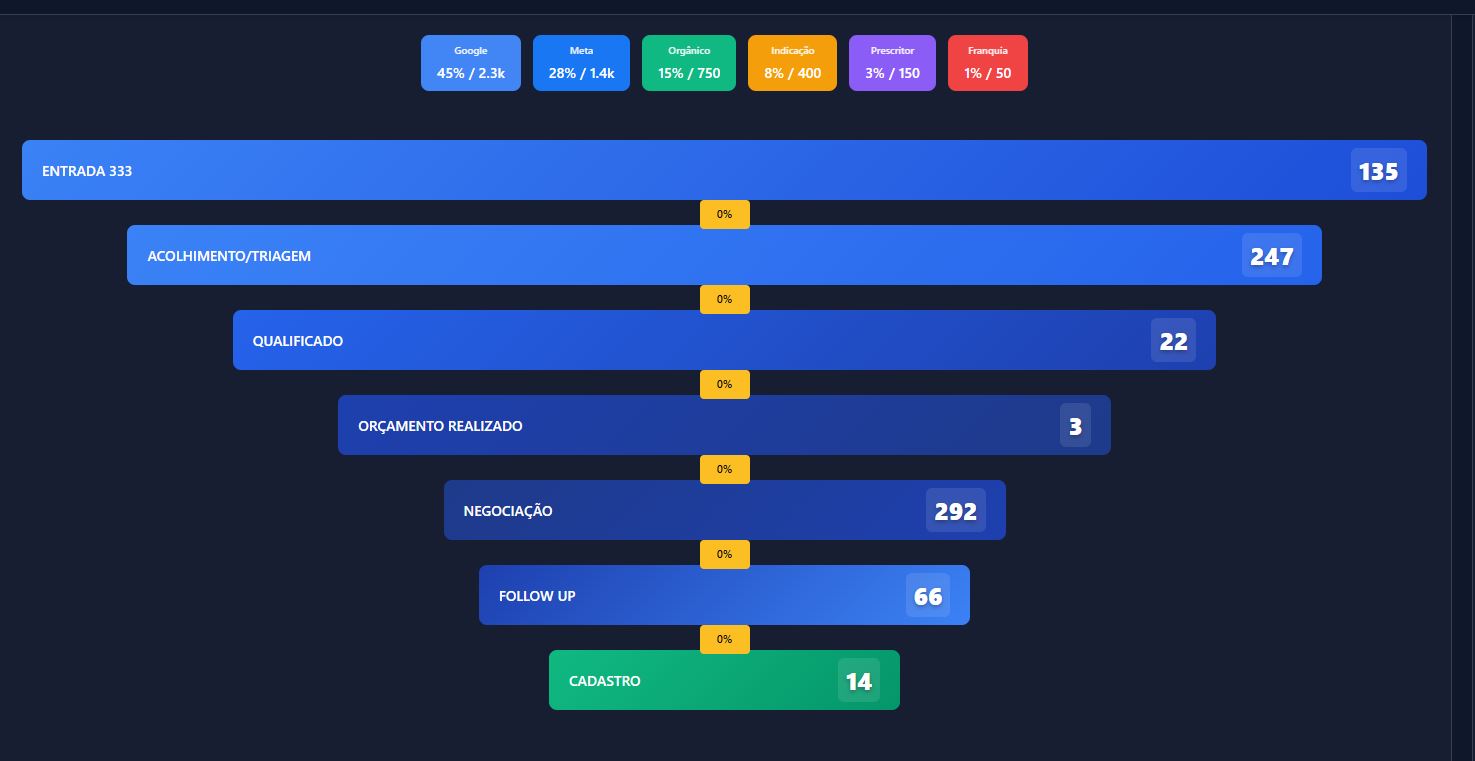 Google
45% / 2.3k
Meta
28% / 1.4k
Orgânico
15% / 750
Indicação
8% / 400
Prescritor
3% / 150
Franquia
1% / 50
ENTRADA 333
135
0%
ACOLHIMENTO/TRIAGEM
247
0%
QUALIFICADO
22
0%
ORÇAMENTO REALIZADO
3
0%
NEGOCIAÇÃO
292
0%
FOLLOW UP
66
0%
CADASTRO
14